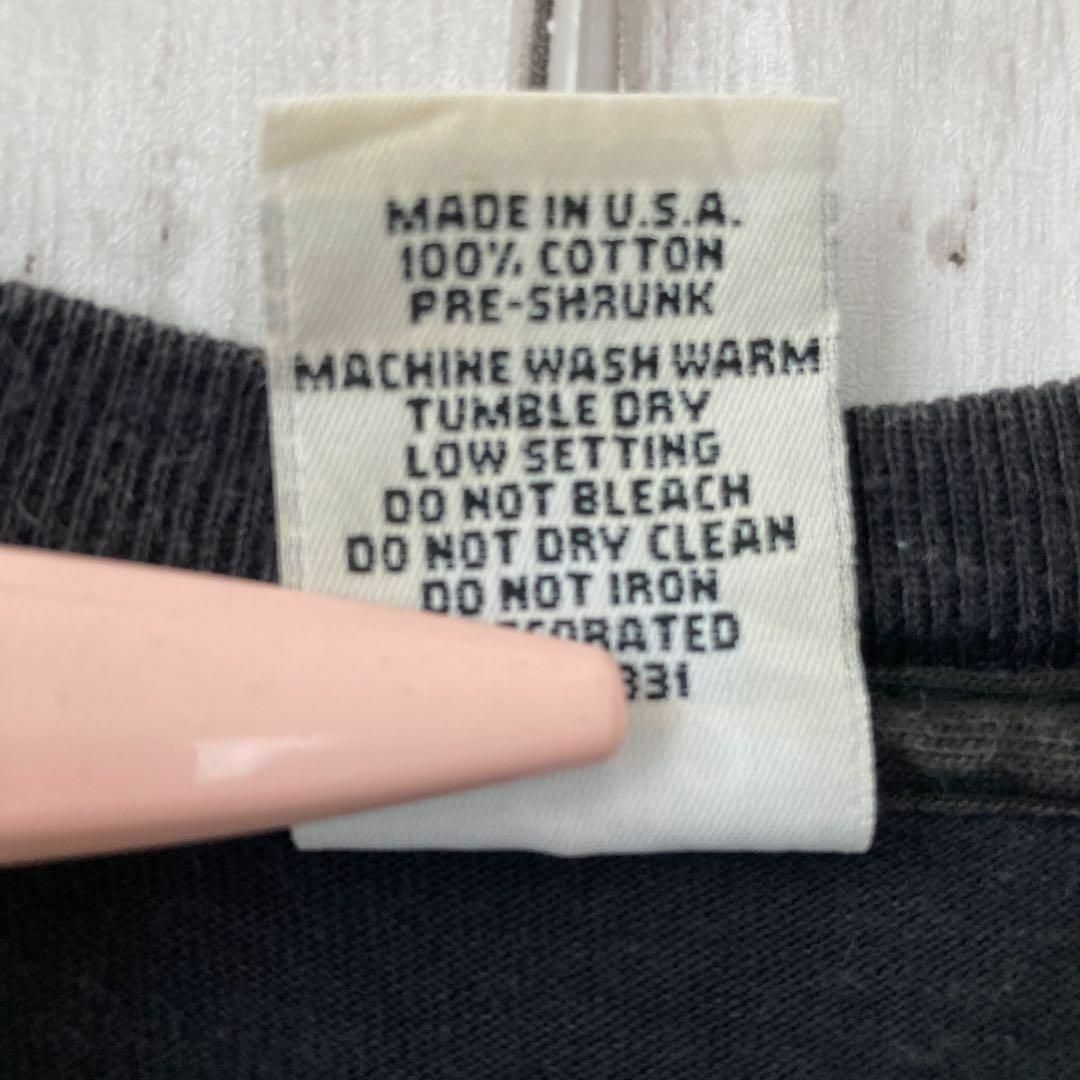 MADE IN U.S.A.
100% COTTON
PRE-SHRUNK
MACHINE WASH WARM
TUMBLE DRY
LOW SETTING
DO NOT BLEACH
DO NOT DRY CLEAN
DO NOT IRON